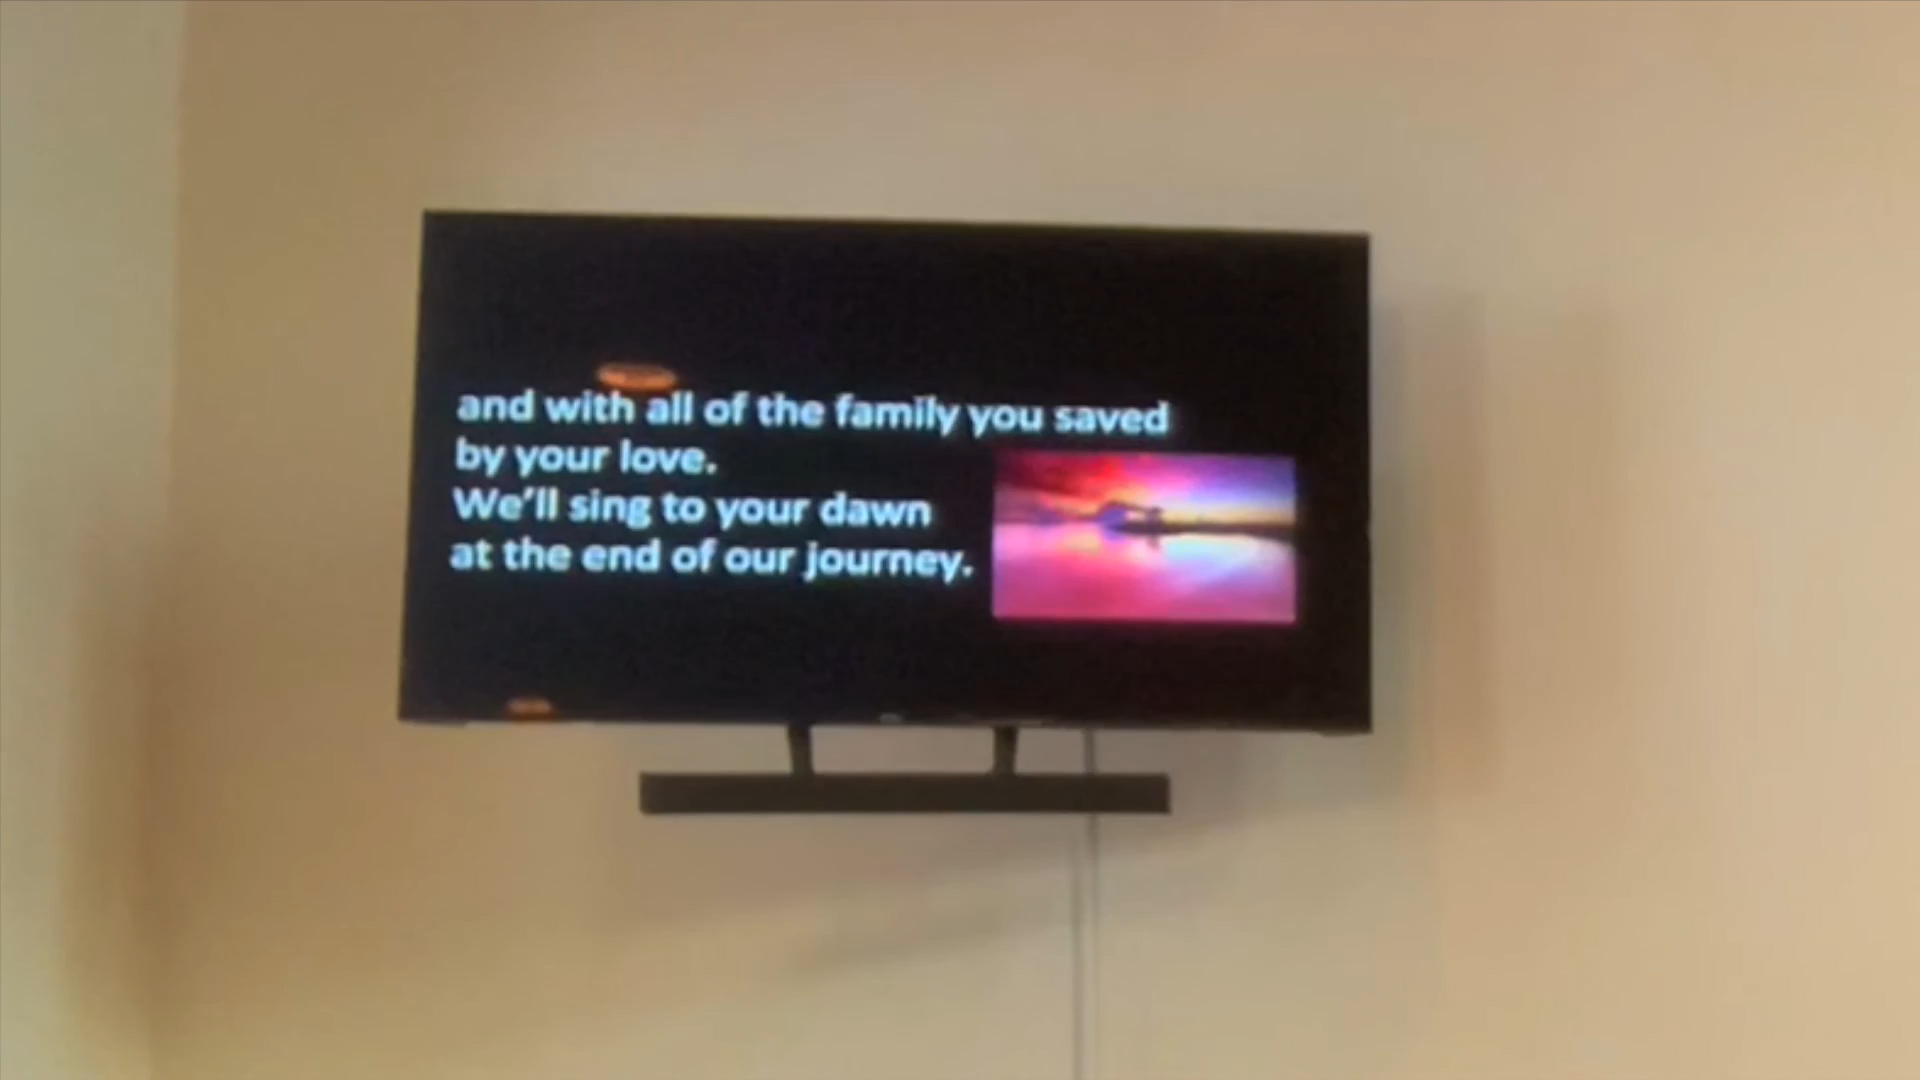 and with all of the family you saved
by your love.
We'll sing to your dawn
at the end of our journey.